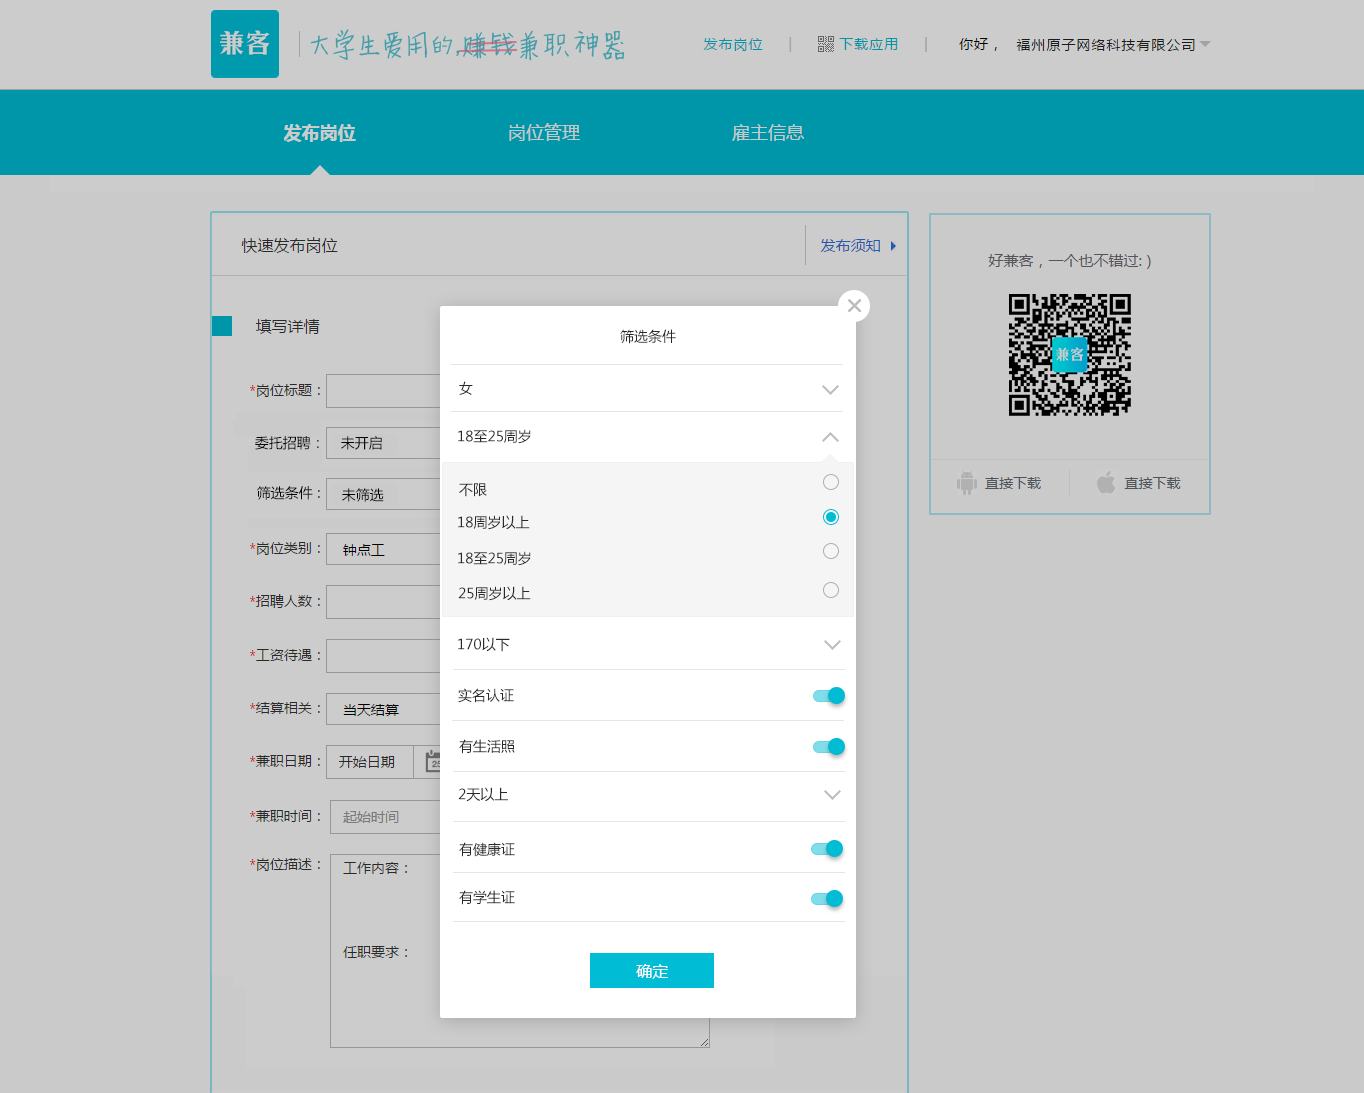 兼客
大学生爱用的赚钱兼职神器
发布岗位 | 下载应用 | 你好， 福州原子网络科技有限公司
发布岗位 岗位管理 雇主信息
快速发布岗位
发布须知
填写详情
*岗位标题：
委托招聘： 未开启
筛选条件： 未筛选
*岗位类别： 钟点工
*招聘人数：
*工资待遇：
*结算相关： 当天结算
*兼职日期： 开始日期
25
*兼职时间： 起始时间
*岗位描述： 工作内容：
任职要求：
筛选条件
女
18至25周岁
不限
18周岁以上
18至25周岁
25周岁以上
170以下
实名认证
有生活照
2天以上
有健康证
有学生证
确定
好兼客，一个也不错过: )
兼客
直接下载 直接下载